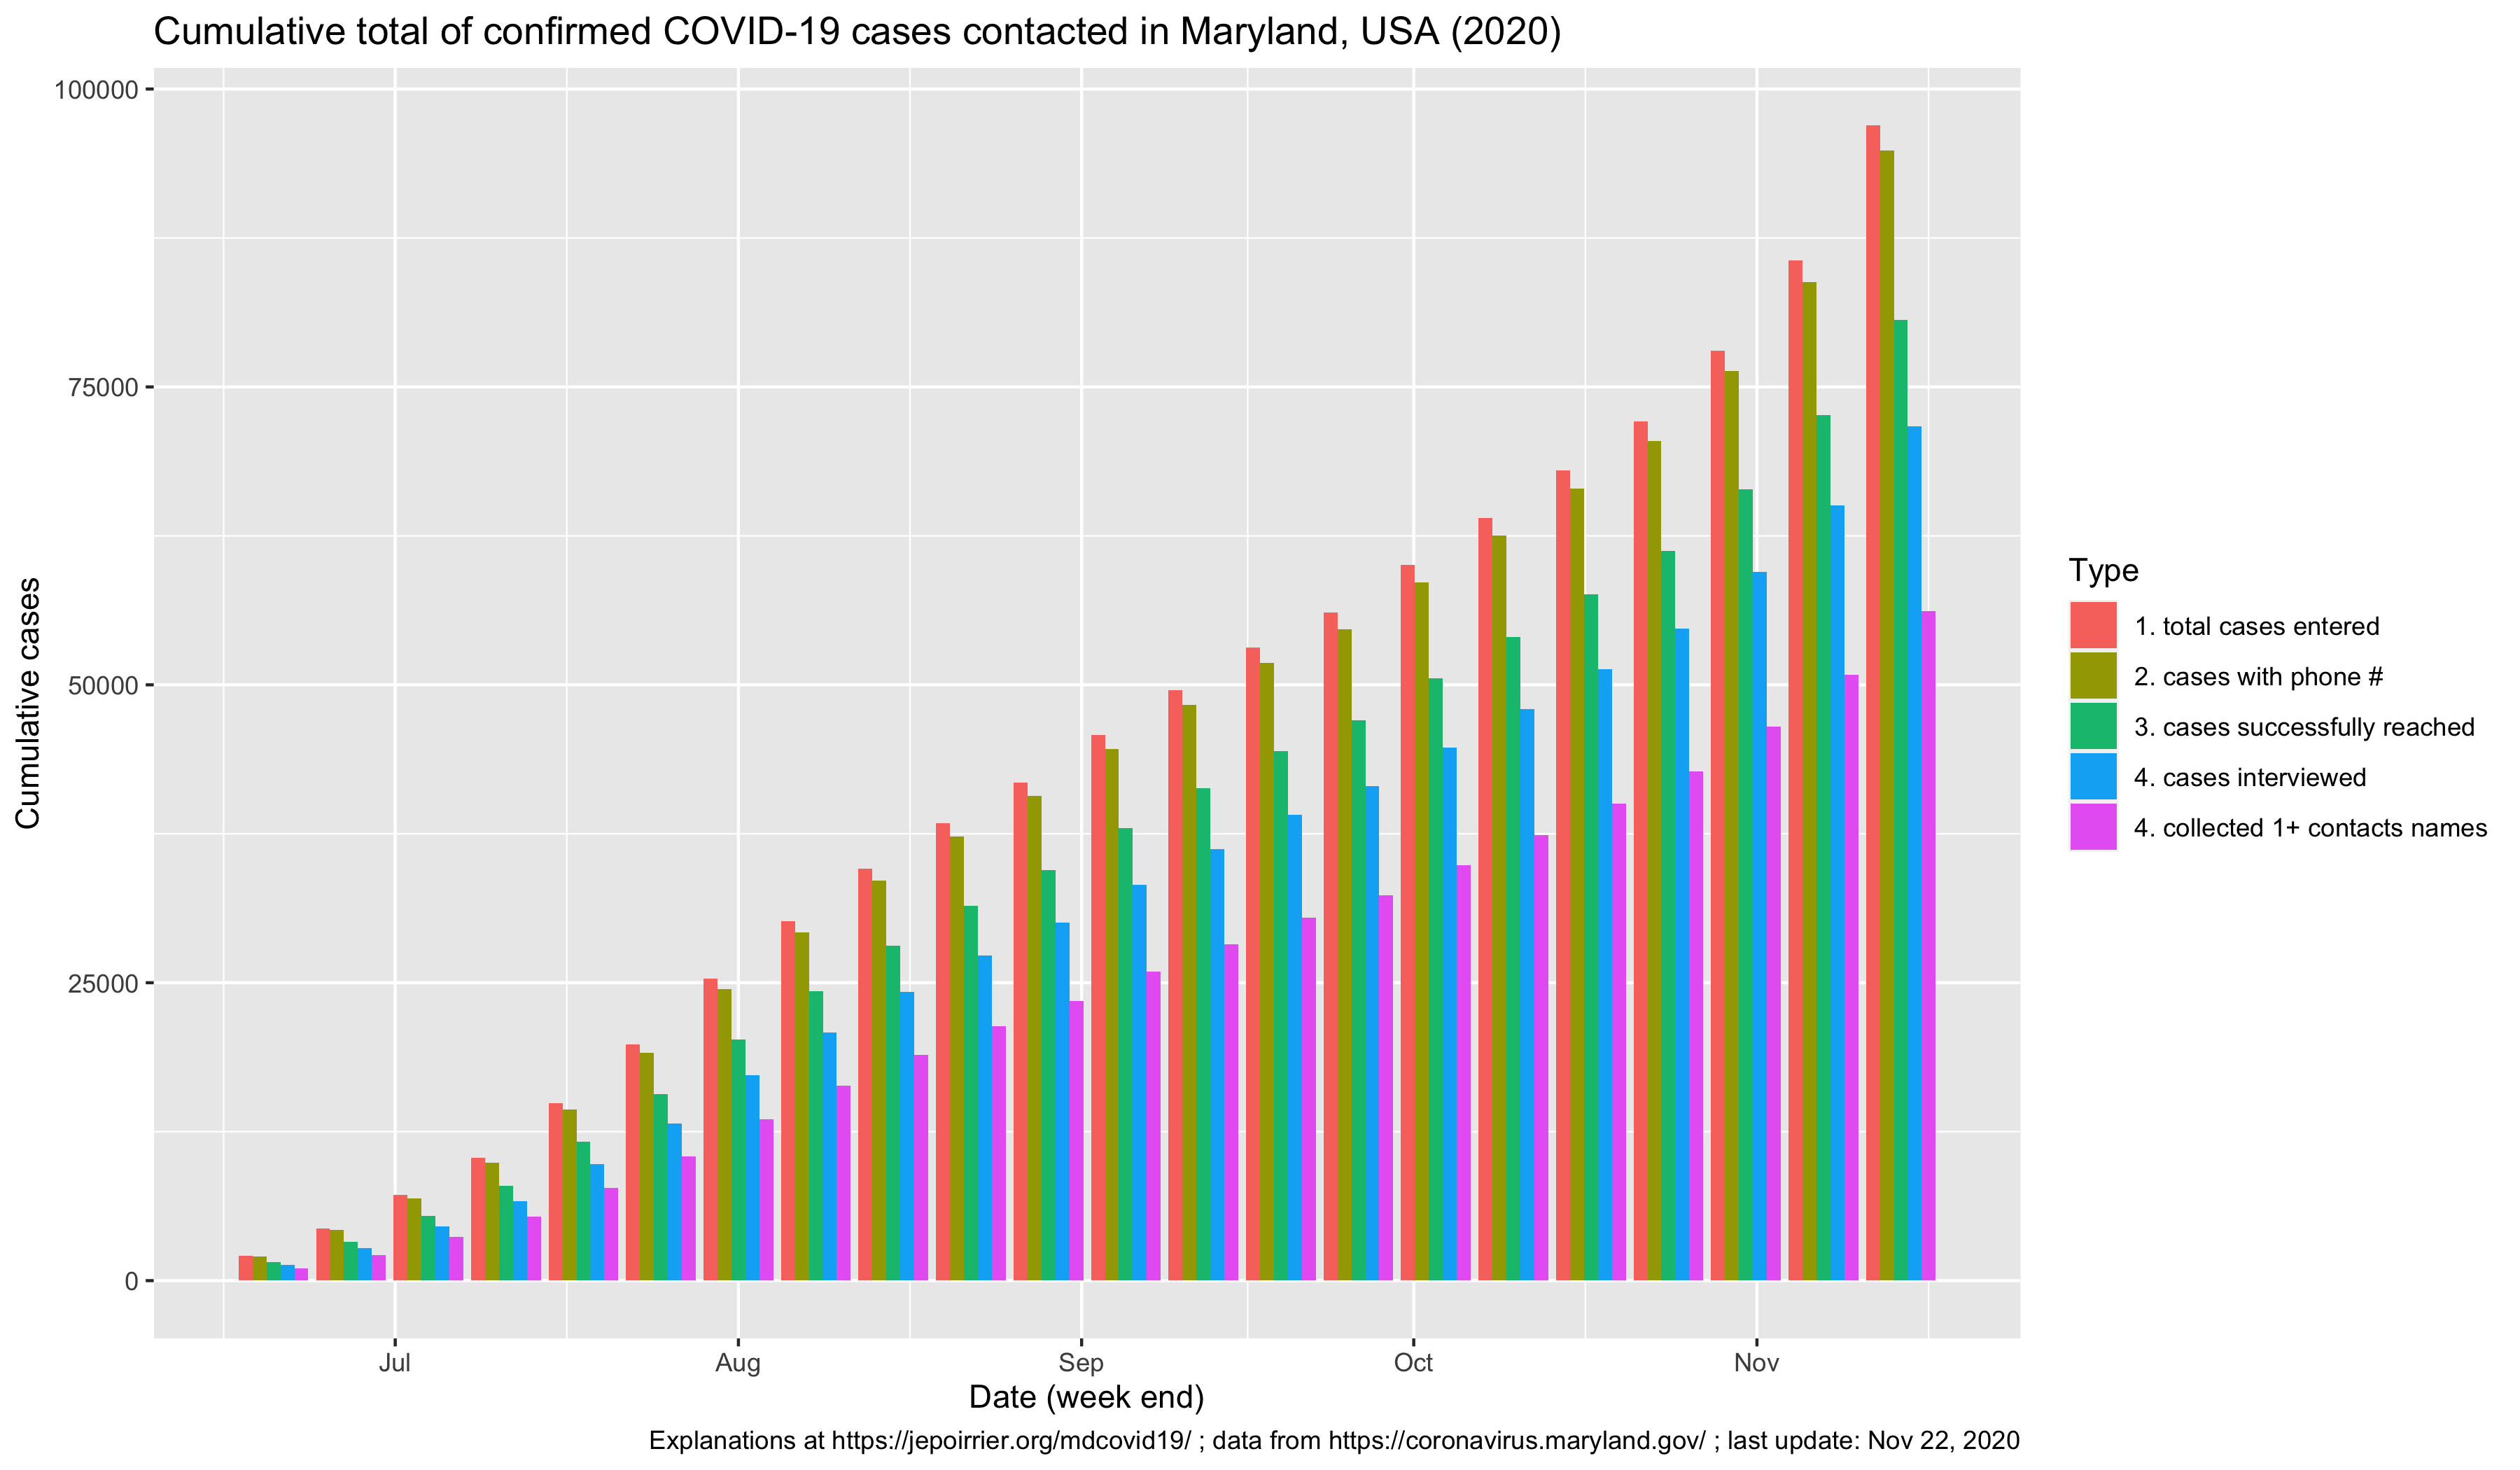 Cumulative total of confirmed COVID-19 cases contacted in Maryland, USA (2020)
Cumulative cases
100000
75000
50000
25000
0
Jul Aug Sep Oct Nov
Date (week end)
Type
1. total cases entered
2. cases with phone #
3. cases successfully reached
4. cases interviewed
4. collected 1+ contacts names
Explanations at https://jepoirrier.org/mdcovid19/ ; data from https://coronavirus.maryland.gov/ ; last update: Nov 22, 2020